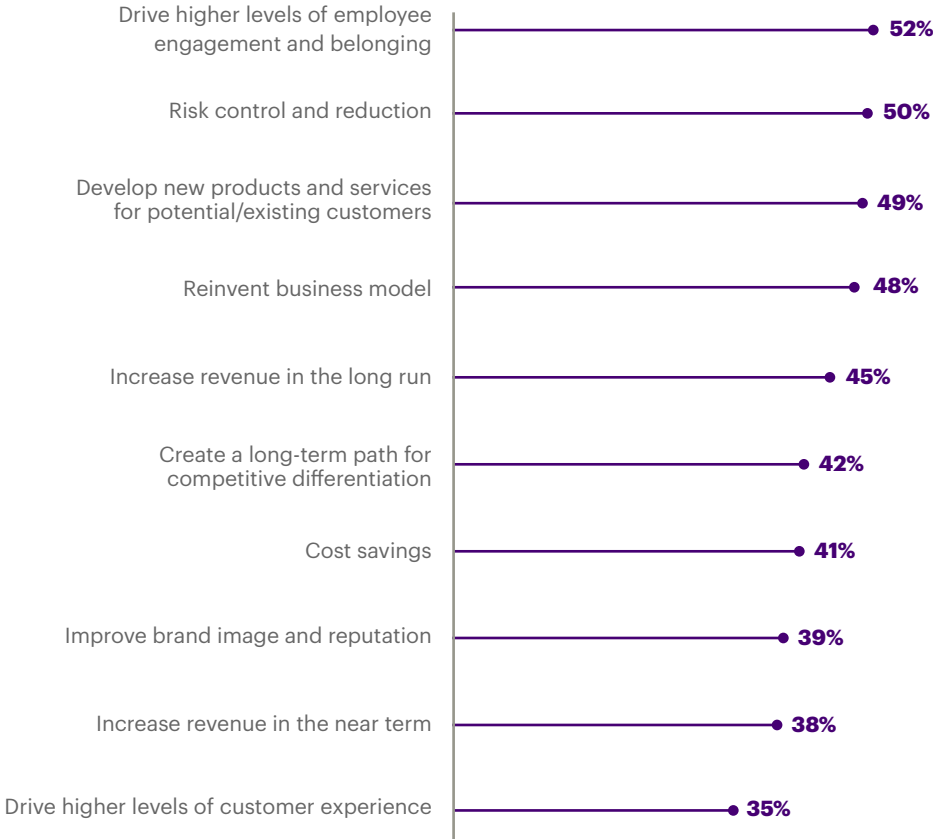 Drive higher levels of employee
engagement and belonging
52%
Risk control and reduction
50%
Develop new products and services
for potential/existing customers
49%
Reinvent business model
48%
Increase revenue in the long run
45%
Create a long-term path for
competitive differentiation
42%
Cost savings
41%
Improve brand image and reputation
39%
Increase revenue in the near term
38%
Drive higher levels of customer experience
35%